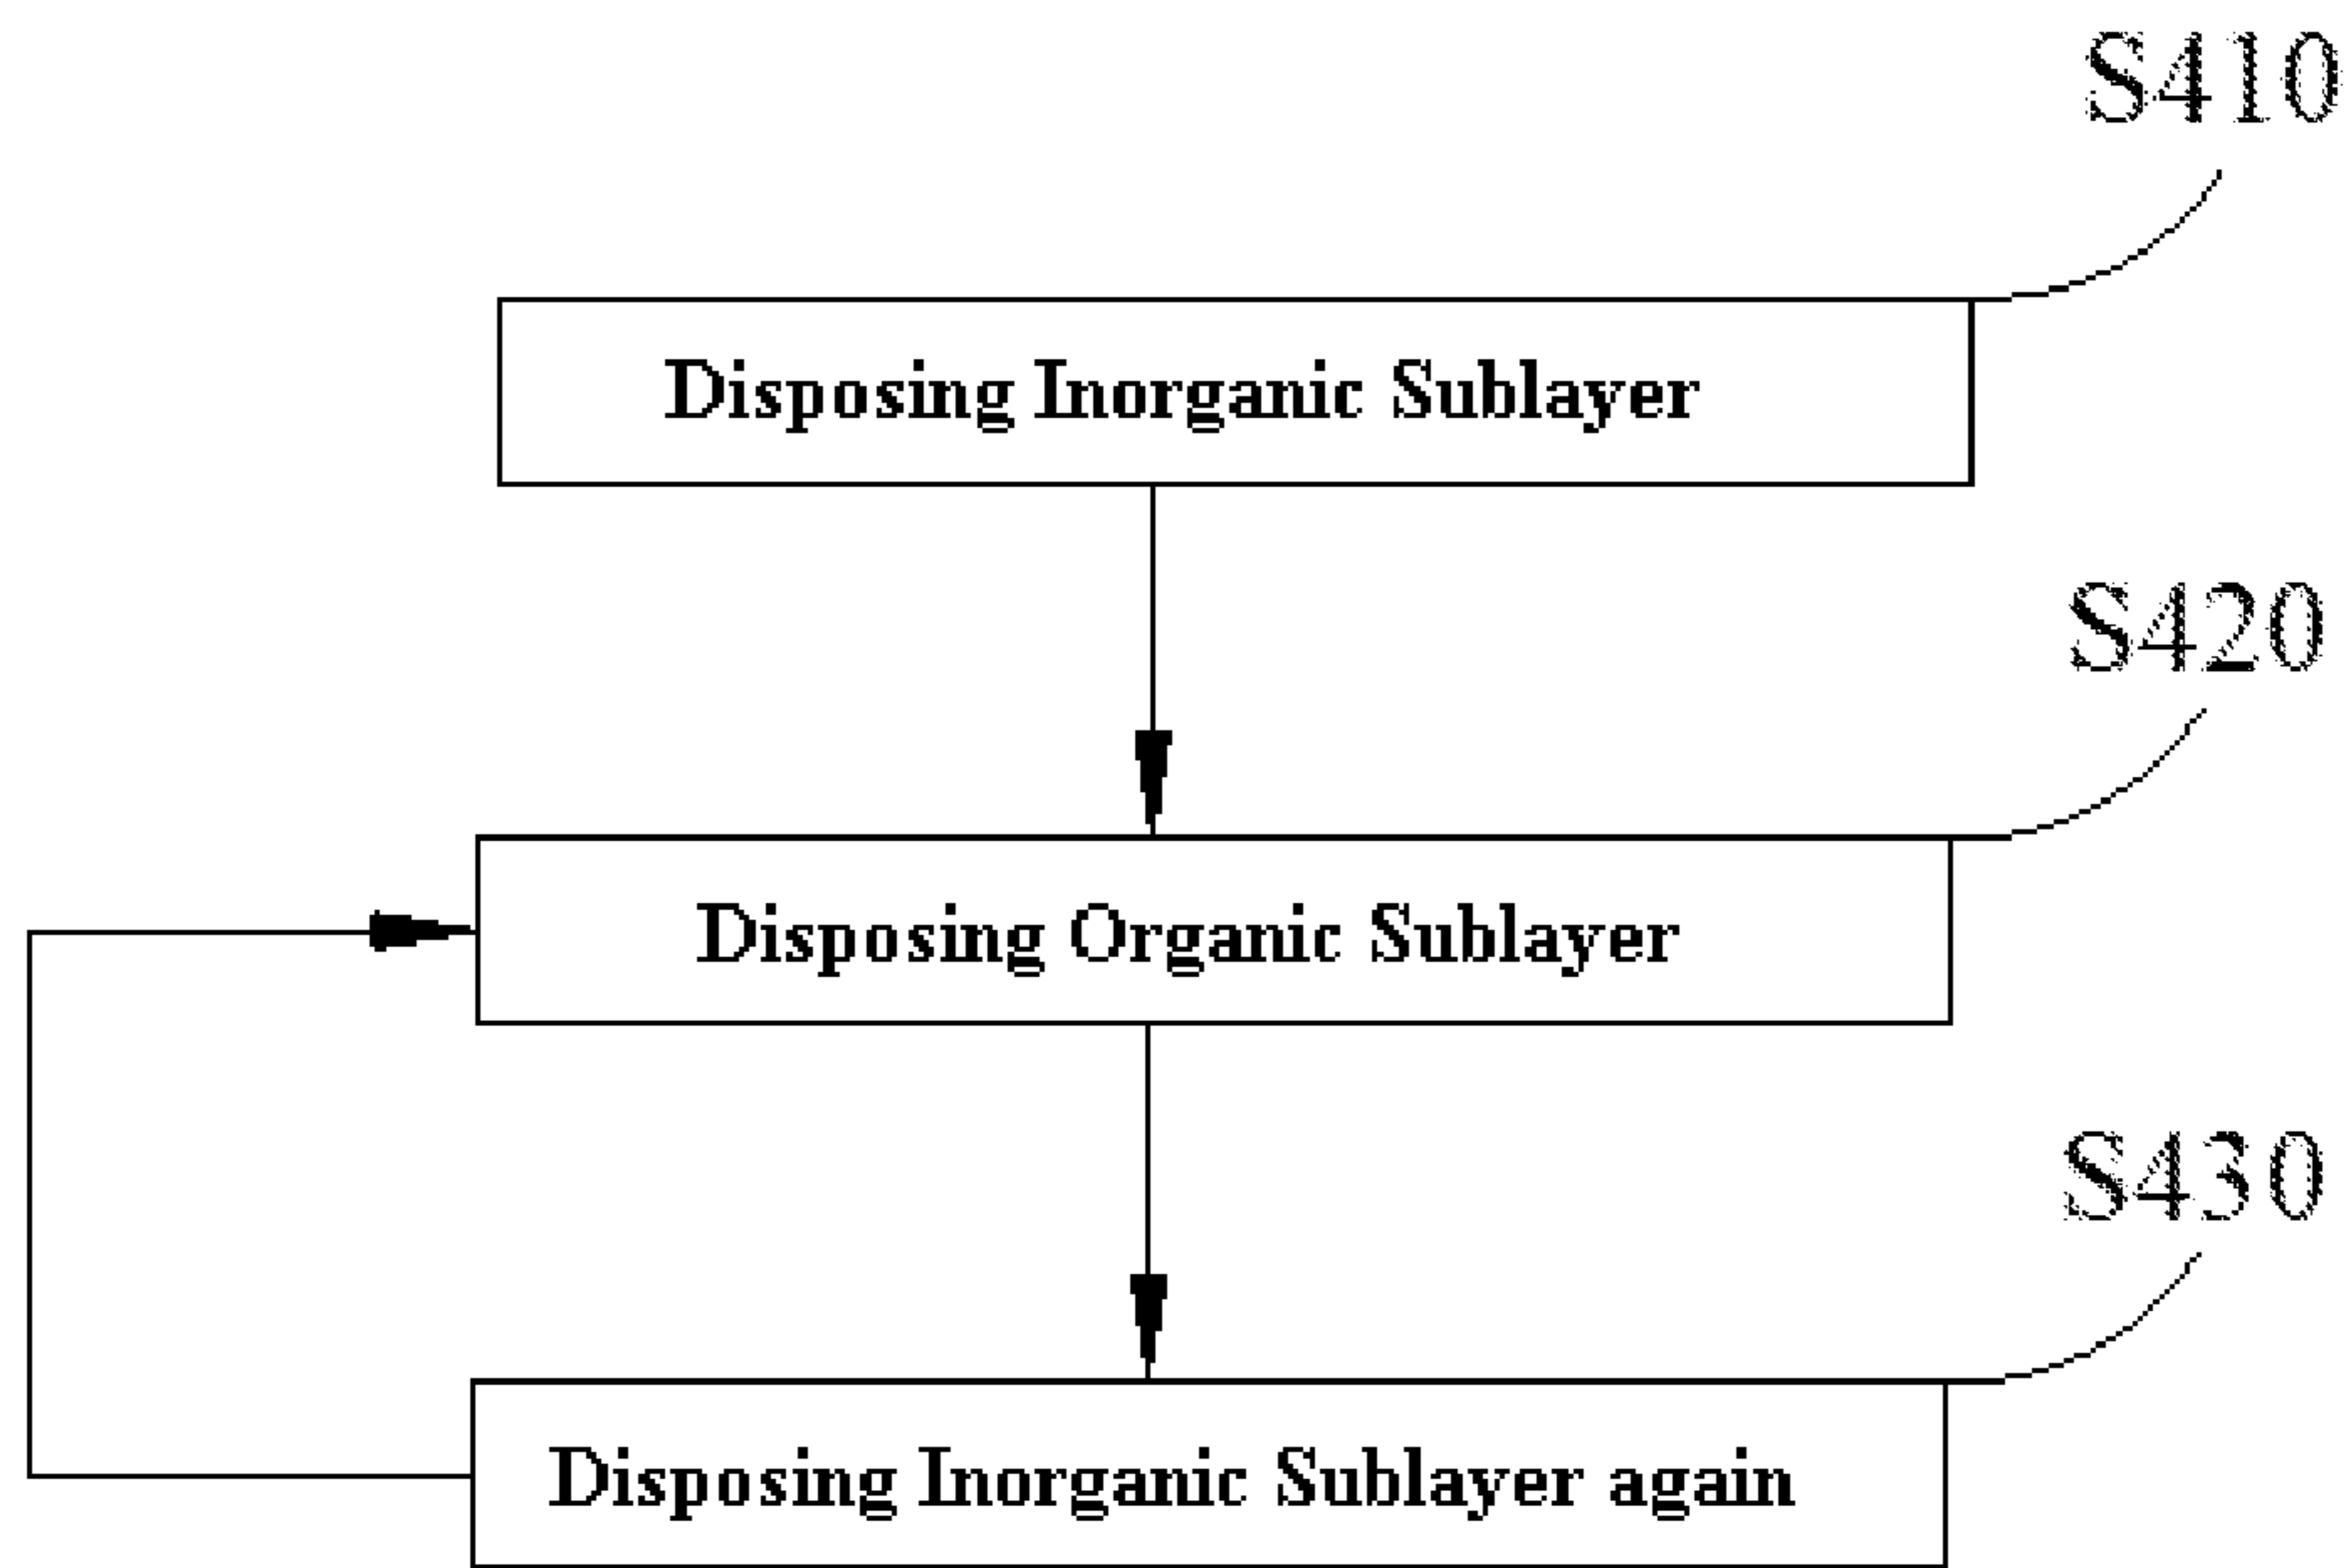 S410
Disposing Inorganic Sublayer
S420
Disposing Organic Sublayer
S430
Disposing Inorganic Sublayer again